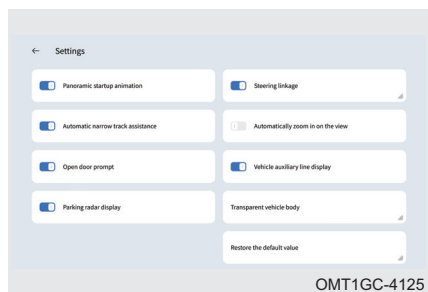 ← Settings
Panoramic startup animation
Steering linkage
Automatic narrow track assistance
Automatically zoom in on the view
Open door prompt
Vehicle auxiliary line display
Parking radar display
Transparent vehicle body
Restore the default value
OMT1GC-4125